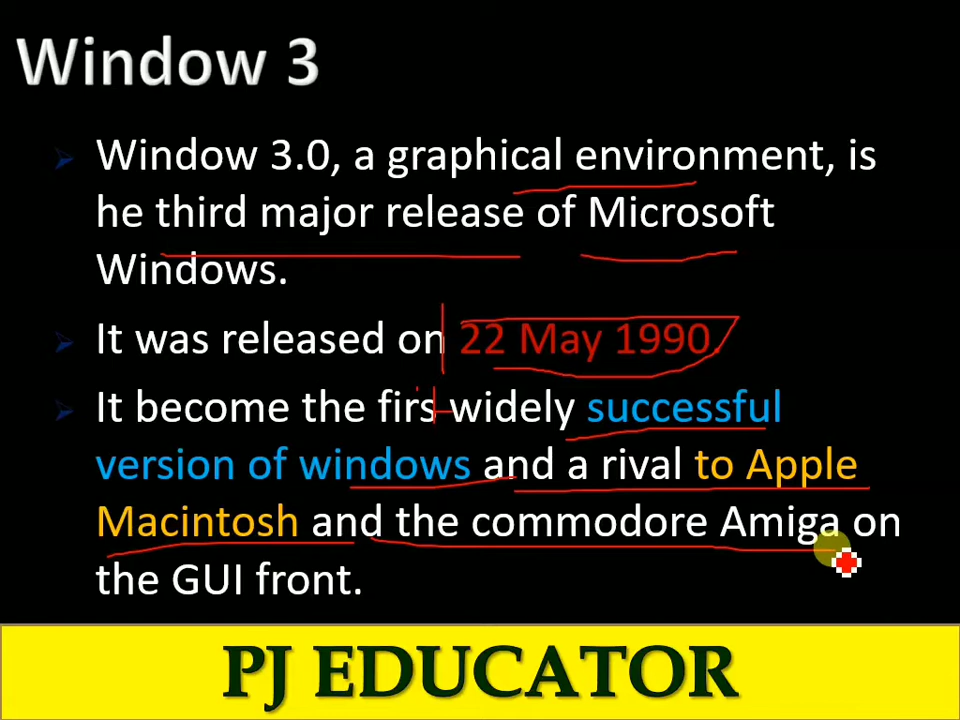 Window 3
Window 3.0, a graphical environment, is
he third major release of Microsoft
Windows.
It was released on 22 May 1990.
It become the firs widely successful
version of windows and a rival to Apple
Macintosh and the commodore Amiga on
the GUI front.
PJ EDUCATOR